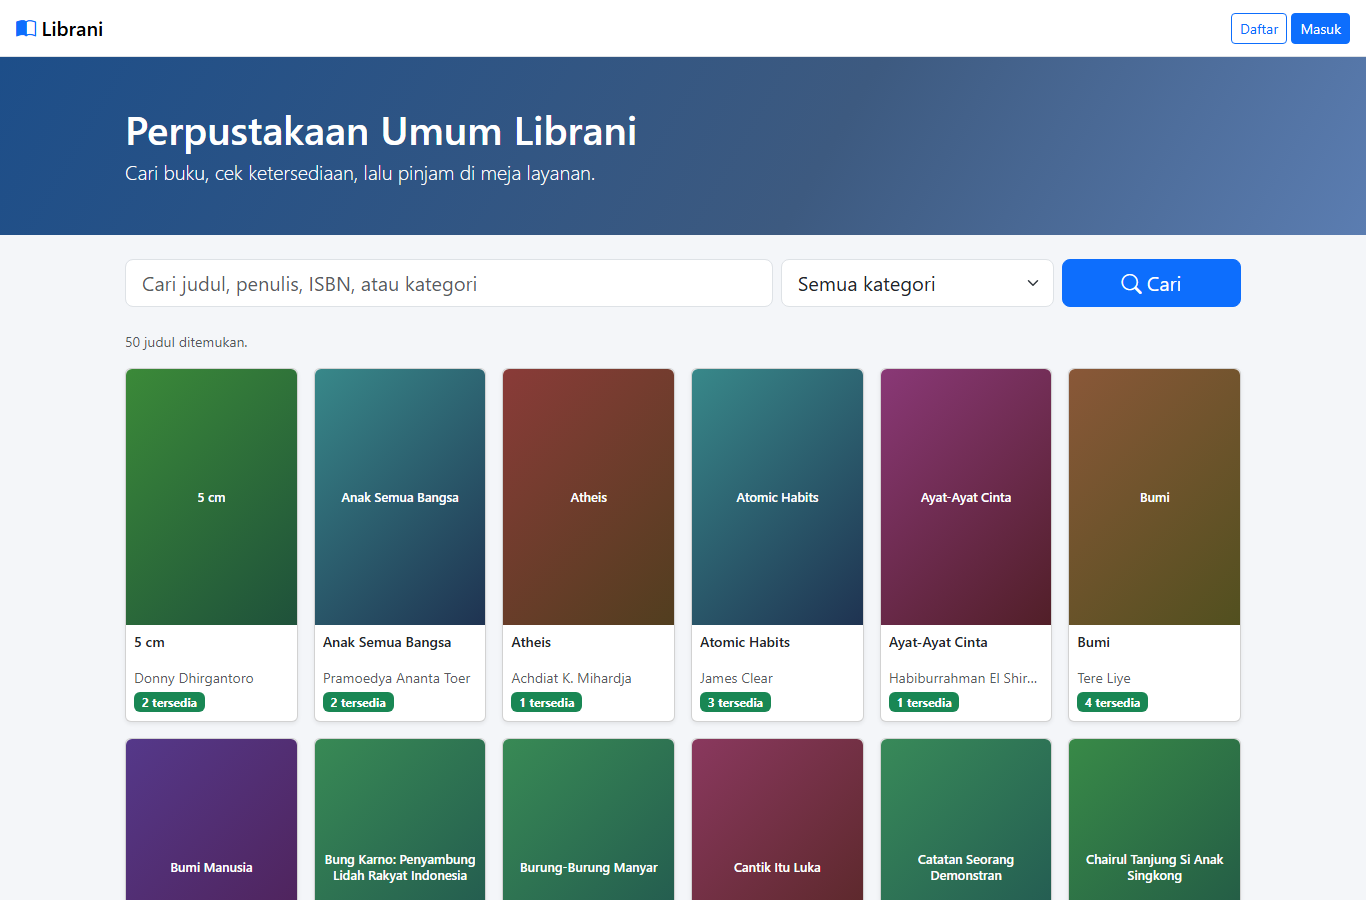 Librani
Daftar
Masuk
Perpustakaan Umum Librani
Cari buku, cek ketersediaan, lalu pinjam di meja layanan.
Cari judul, penulis, ISBN, atau kategori
Semua kategori
Cari
50 judul ditemukan.
5 cm
Anak Semua Bangsa
Atheis
Atomic Habits
Ayat-Ayat Cinta
Bumi
5 cm
Donny Dhirgantoro
2 tersedia
Anak Semua Bangsa
Pramoedya Ananta Toer
2 tersedia
Atheis
Achdiat K. Mihardja
1 tersedia
Atomic Habits
James Clear
3 tersedia
Ayat-Ayat Cinta
Habiburrahman El Shir...
1 tersedia
Bumi
Tere Liye
4 tersedia
Bumi Manusia
Bung Karno: Penyambung
Lidah Rakyat Indonesia
Burung-Burung Manyar
Cantik Itu Luka
Catatan Seorang
Demonstran
Chairul Tanjung Si Anak
Singkong